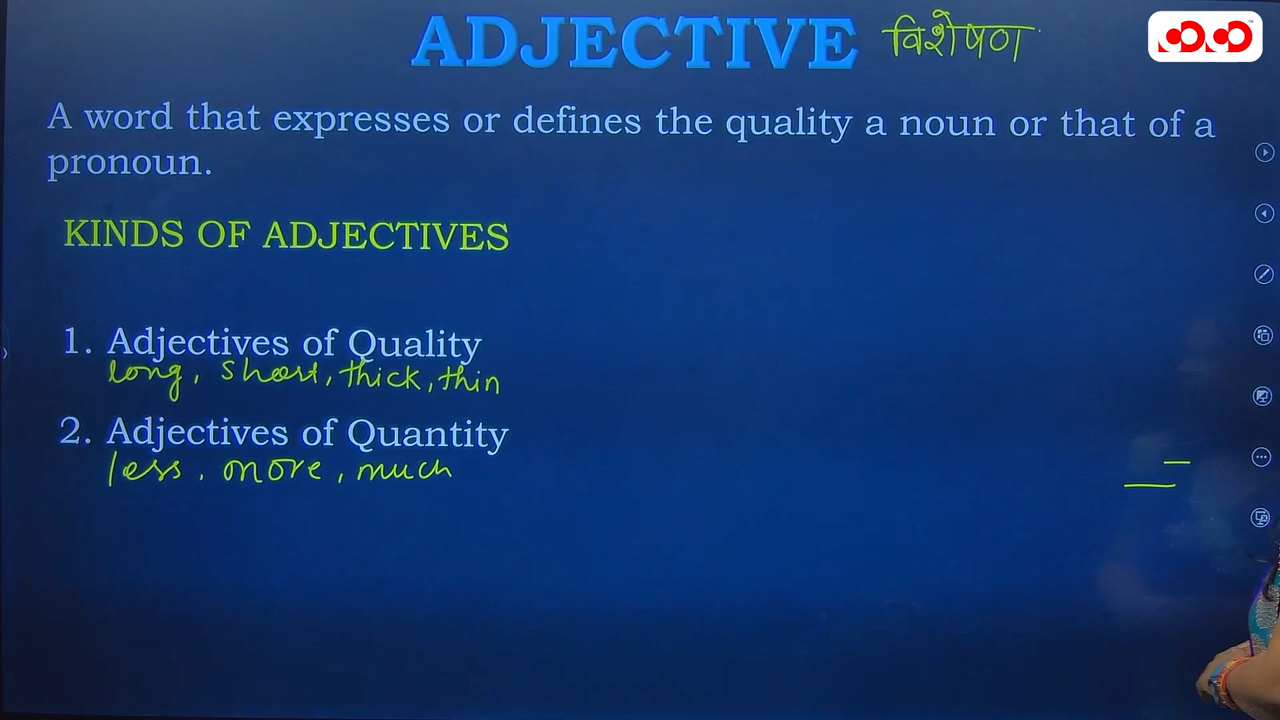 ADJECTIVE विशेषण
A word that expresses or defines the quality a noun or that of a
pronoun.
KINDS OF ADJECTIVES
1. Adjectives of Quality
long, short, thick, thin
2. Adjectives of Quantity
less, more, much